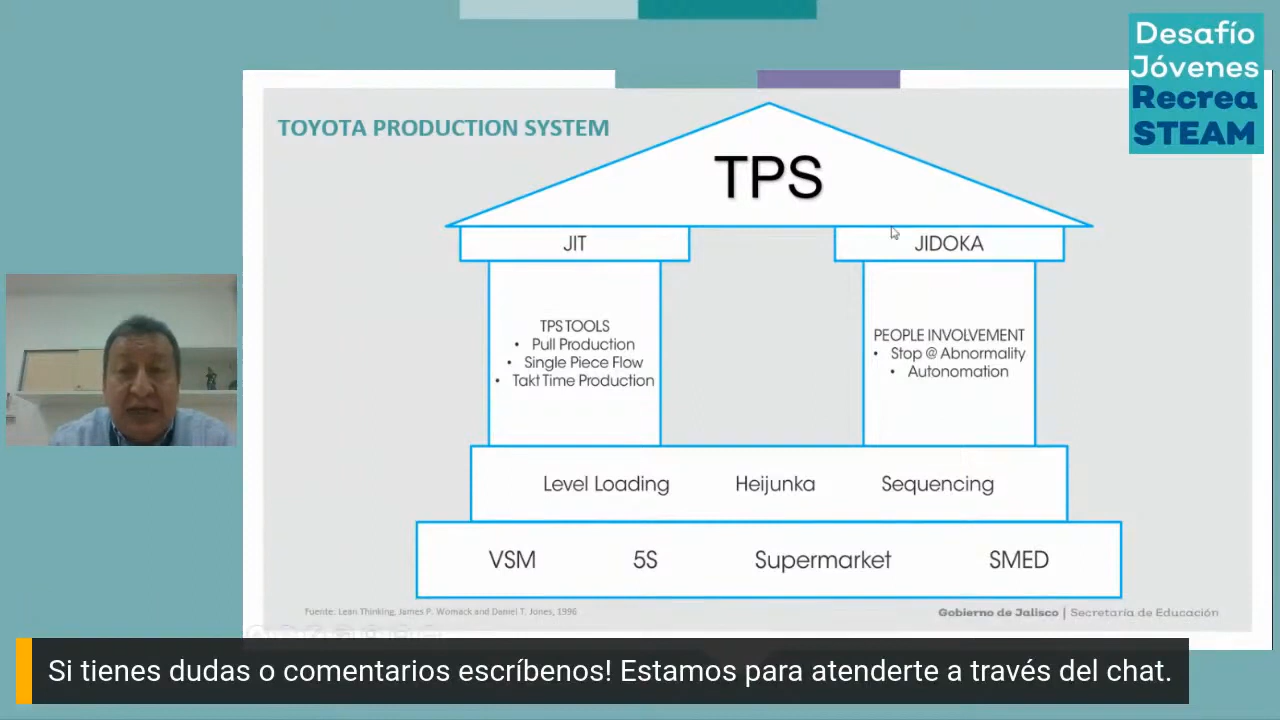 Desafío
Jóvenes
Recrea
STEAM
TOYOTA PRODUCTION SYSTEM
TPS
JIT
JIDOKA
TPS TOOLS
• Pull Production
• Single Piece Flow
• Takt Time Production
PEOPLE INVOLVEMENT
• Stop @ Abnormality
• Autonomation
Level Loading Heijunka Sequencing
VSM 5S Supermarket SMED
Fuente: Lean Thinking, James P. Womack and Daniel T. Jones, 1996
Gobierno de Jalisco | Secretaría de Educación
Si tienes dudas o comentarios escríbenos! Estamos para atenderte a través del chat.